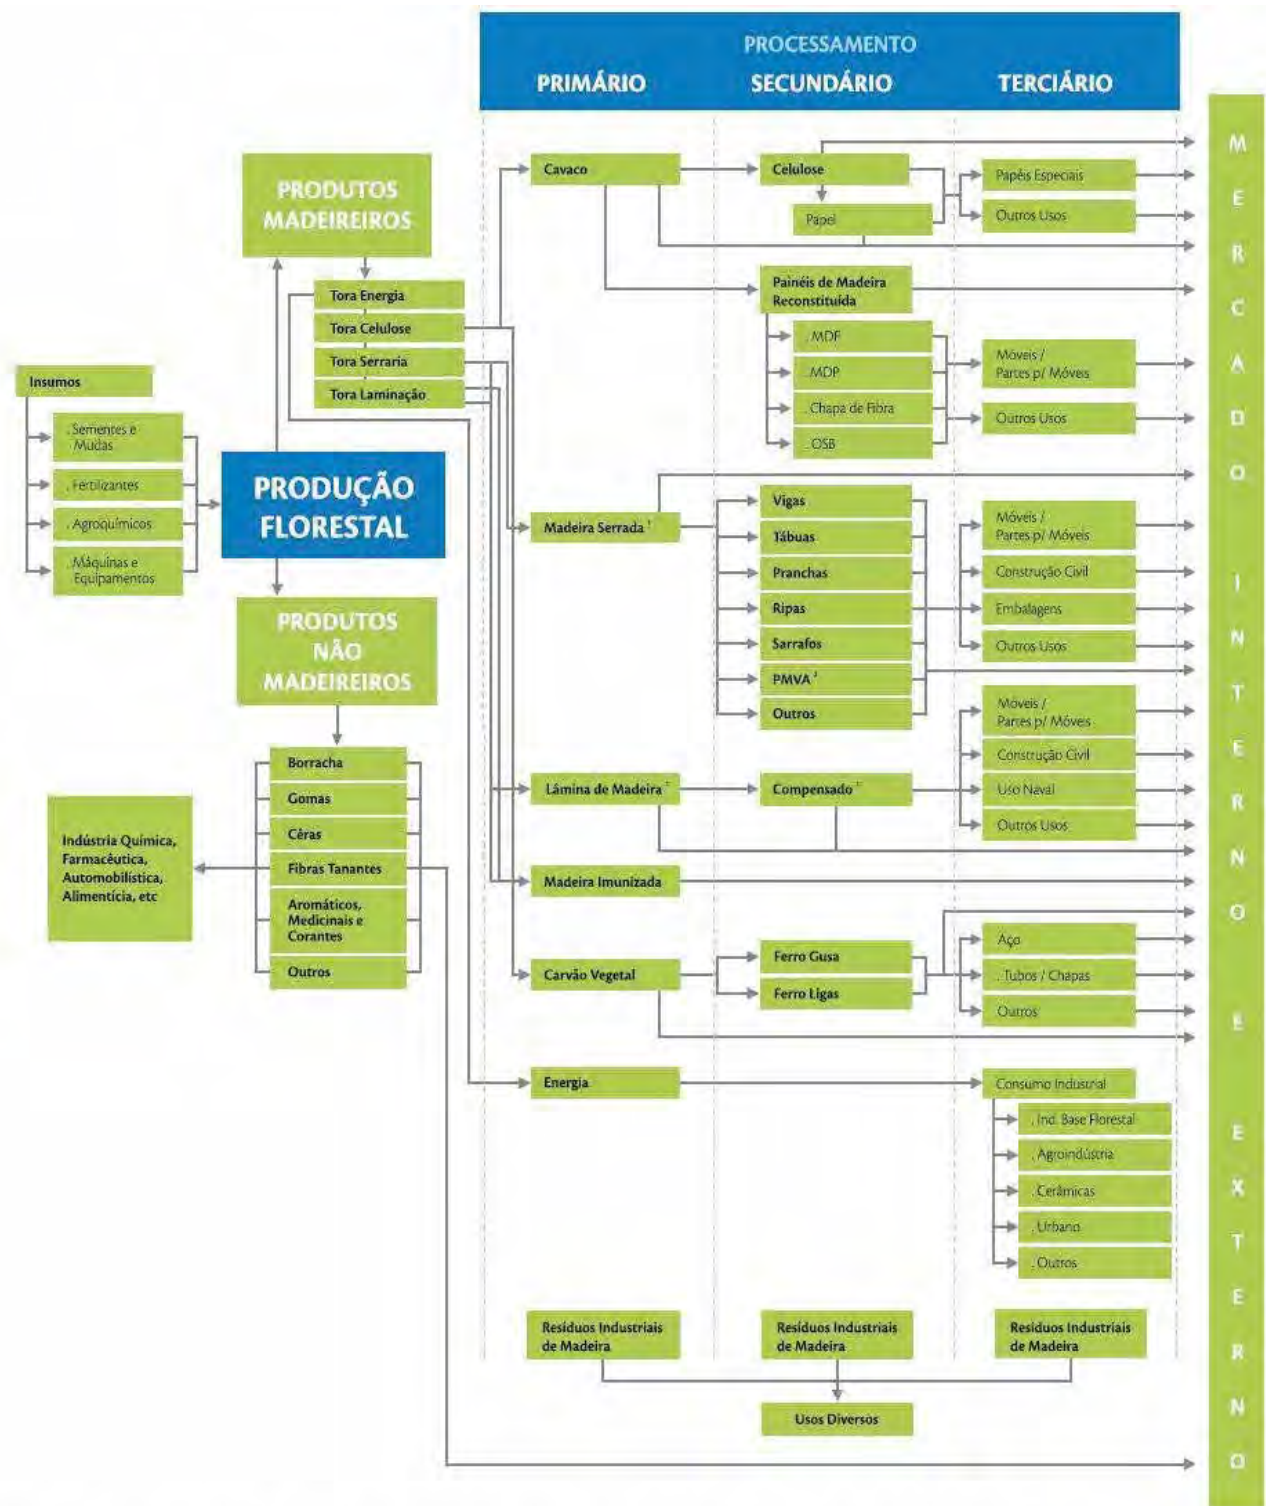 PROCESSAMENTO
PRIMÁRIO
SECUNDÁRIO
TERCIÁRIO
PRODUTOS
MADEIREIROS
Tora Energia
Tora Celulose
Tora Serraria
Tora Laminação
Insumos
. Sementes e
Mudas
. Fertilizantes
. Agroquímicos
. Máquinas e
Equipamentos
PRODUÇÃO
FLORESTAL
PRODUTOS
NÃO
MADEIREIROS
Borracha
Gomas
Cêras
Fibras Tanantes
Aromáticos,
Medicinais e
Corantes
Outros
Indústria Química,
Farmacêutica,
Automobilística,
Alimentícia, etc
Cavaco
Celulose
Papel
Papéis Especiais
Outros Usos
Painéis de Madeira
Reconstituída
. MDF
. MDP
. Chapa de Fibra
. OSB
Móveis /
Partes p/ Móveis
Outros Usos
Madeira Serrada ¹
Vigas
Tábuas
Pranchas
Ripas
Sarrafos
PMVA ²
Outros
Móveis /
Partes p/ Móveis
Construção Civil
Embalagens
Outros Usos
Lâmina de Madeira ¹
Compensado ¹
Móveis /
Partes p/ Móveis
Construção Civil
Uso Naval
Outros Usos
Madeira Imunizada
Carvão Vegetal
Ferro Gusa
Ferro Ligas
Aço
. Tubos / Chapas
Outros
Energia
Consumo Industrial
. Ind. Base Florestal
. Agroindústria
. Cerâmicas
. Urbano
. Outros
Resíduos Industriais
de Madeira
Resíduos Industriais
de Madeira
Resíduos Industriais
de Madeira
Usos Diversos
MERCADO INTERNO E EXTERNO